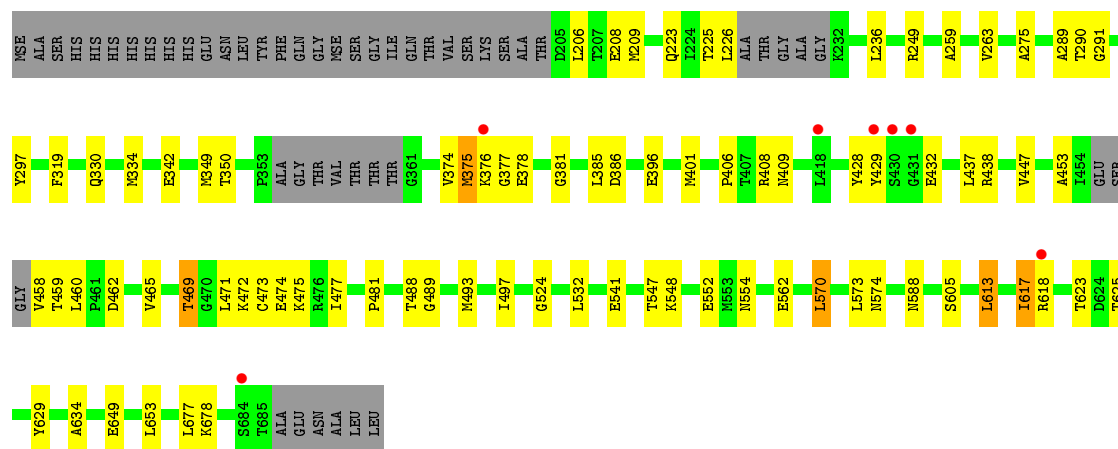 MSE ALA SER HIS HIS HIS HIS HIS HIS HIS GLU ASN LEU TYR PHE GLN GLY MSE SER GLY ILE GLN THR VAL SER LYS SER ALA THR D205 L206 T207 E208 M209 Q223 I224 T225 L226 ALA THR GLY ALA GLY K232 L236 R249 A259 V263 A275 A289 T290 G291
Y297 F319 Q330 M334 E342 M349 T350 P353 ALA GLY THR VAL THR THR THR G361 V374 M375 K376 G377 E378 G381 L385 D386 E396 M401 P406 T407 R408 N409 L418 Y428 Y429 S430 G431 E432 L437 R438 V447 A453 I454 GLU SER
GLY V458 T459 L460 P461 D462 V465 T469 G470 L471 K472 C473 E474 K475 R476 I477 P481 T488 G489 M493 I497 G524 L532 E541 T547 K548 E552 M553 N554 E562 L570 L573 N574 N588 S605 L613 I617 R618 T623 D624 T625
Y629 A634 E649 L653 L677 K678 S684 T685 ALA GLU ASN ALA LEU LEU